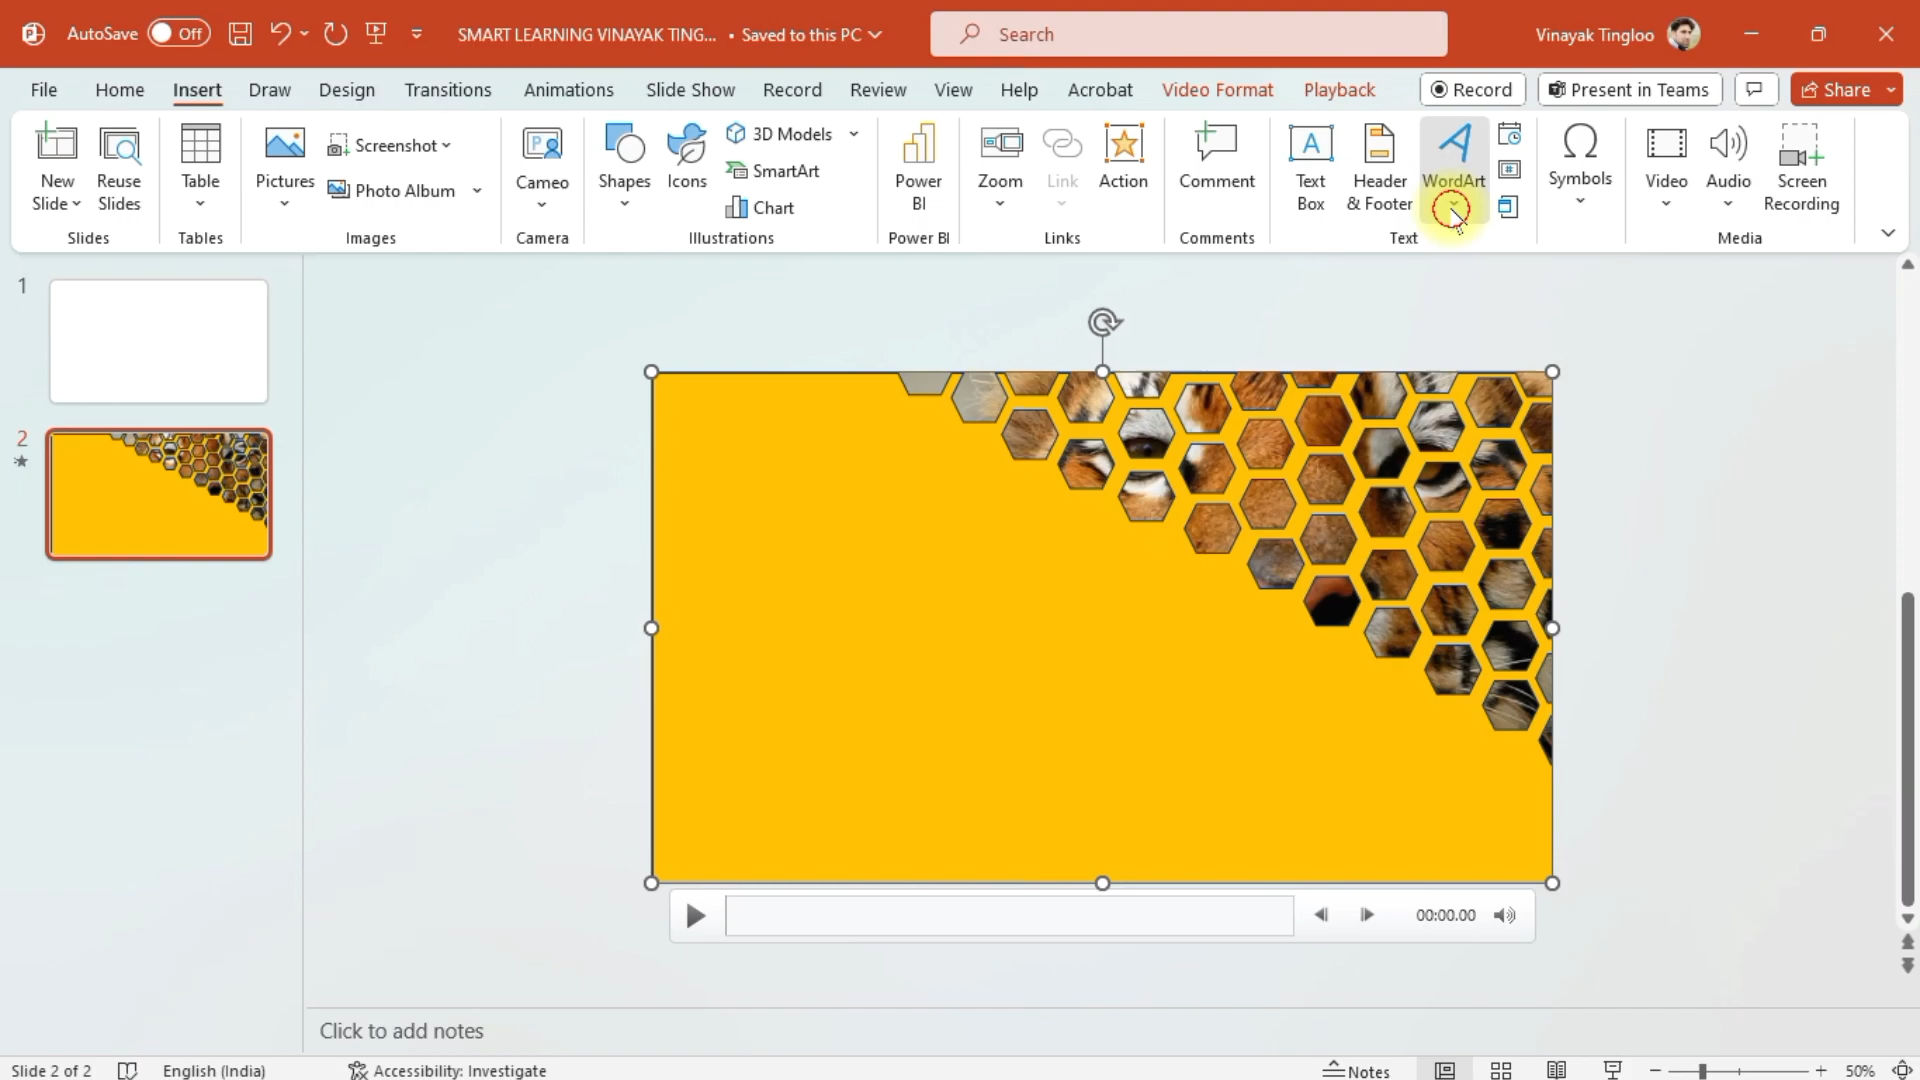 AutoSave Off SMART LEARNING VINAYAK TING... • Saved to this PC Search Vinayak Tingloo
File Home Insert Draw Design Transitions Animations Slide Show Record Review View Help Acrobat Video Format Playback Record Present in Teams Share
New Slide
Reuse Slides
Slides
Table
Tables
Pictures
Screenshot
Photo Album
Images
Cameo
Camera
Shapes
Icons
3D Models
SmartArt
Chart
Illustrations
Power BI
Power BI
Zoom
Link
Action
Links
Comment
Comments
Text Box
Header & Footer
WordArt
Text
Symbols
Video
Audio
Screen Recording
Media
1
2
00:00.00
Click to add notes
Slide 2 of 2 English (India) Accessibility: Investigate Notes 50%